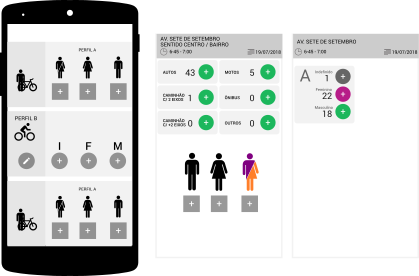 PERFIL A
PERFIL B
I F M
PERFIL A
AV. SETE DE SETEMBRO
SENTIDO CENTRO / BAIRRO
6:45 - 7:00
19/07/2018
AUTOS 43 +
MOTOS 5 +
CAMINHÃO
C/ 2 EIXOS 1 +
ÔNIBUS 0 +
CAMINHÃO
C/ +2 EIXOS 0 +
OUTROS 0 +
+ + +
AV. SETE DE SETEMBRO
6:45 - 7:00
19/07/2018
A
Indefinido
1 +
Feminino
22 +
Masculino
18 +